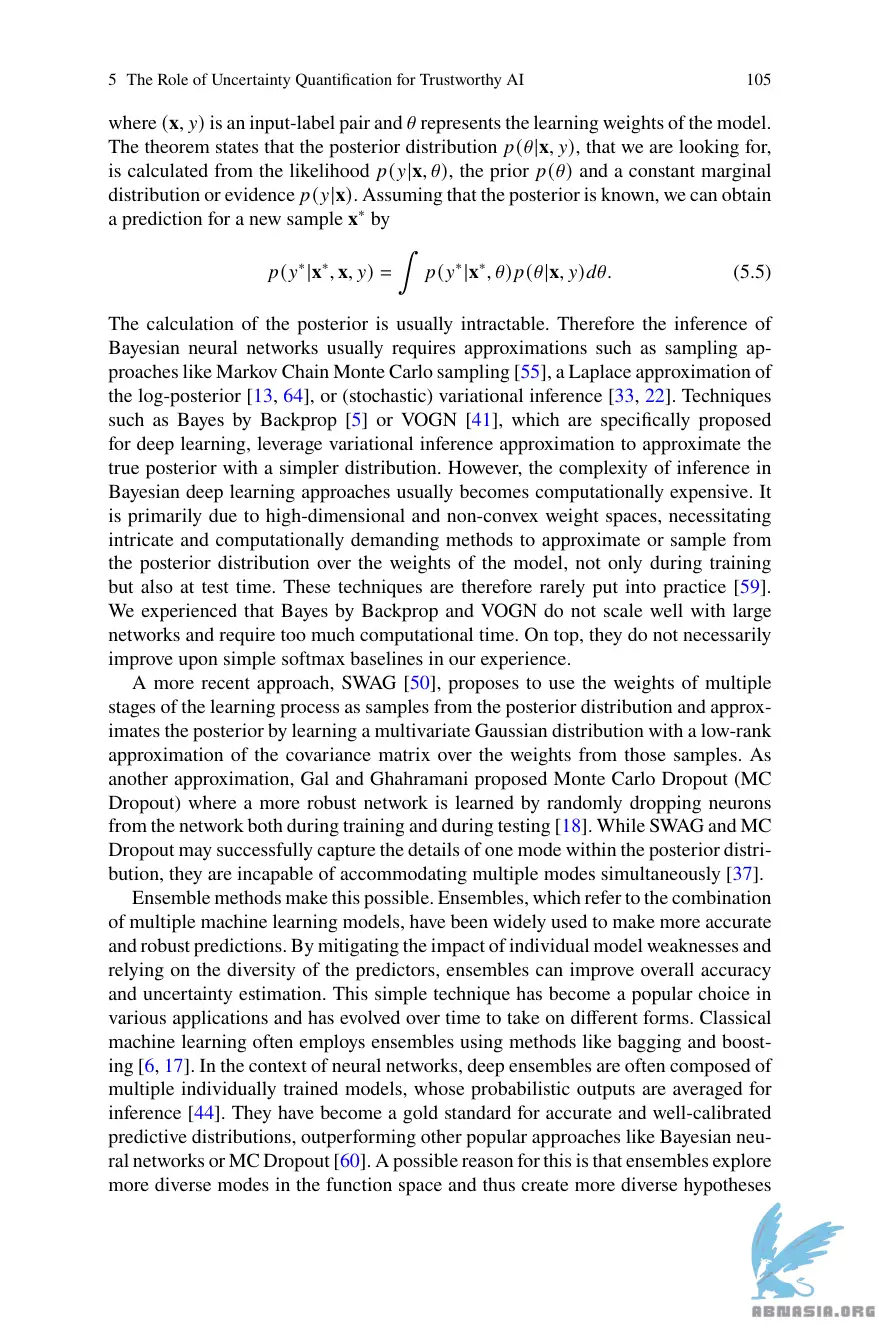 5 The Role of Uncertainty Quantification for Trustworthy AI 105
where (x, y) is an input-label pair and θ represents the learning weights of the model.
The theorem states that the posterior distribution p(θ|x, y), that we are looking for,
is calculated from the likelihood p(y|x, θ), the prior p(θ) and a constant marginal
distribution or evidence p(y|x). Assuming that the posterior is known, we can obtain
a prediction for a new sample x* by
p(y*|x*, x, y) = ∫ p(y*|x*, θ)p(θ|x, y)dθ. (5.5)
The calculation of the posterior is usually intractable. Therefore the inference of
Bayesian neural networks usually requires approximations such as sampling ap-
proaches like Markov Chain Monte Carlo sampling [55], a Laplace approximation of
the log-posterior [13, 64], or (stochastic) variational inference [33, 22]. Techniques
such as Bayes by Backprop [5] or VOGN [41], which are specifically proposed
for deep learning, leverage variational inference approximation to approximate the
true posterior with a simpler distribution. However, the complexity of inference in
Bayesian deep learning approaches usually becomes computationally expensive. It
is primarily due to high-dimensional and non-convex weight spaces, necessitating
intricate and computationally demanding methods to approximate or sample from
the posterior distribution over the weights of the model, not only during training
but also at test time. These techniques are therefore rarely put into practice [59].
We experienced that Bayes by Backprop and VOGN do not scale well with large
networks and require too much computational time. On top, they do not necessarily
improve upon simple softmax baselines in our experience.
A more recent approach, SWAG [50], proposes to use the weights of multiple
stages of the learning process as samples from the posterior distribution and approx-
imates the posterior by learning a multivariate Gaussian distribution with a low-rank
approximation of the covariance matrix over the weights from those samples. As
another approximation, Gal and Ghahramani proposed Monte Carlo Dropout (MC
Dropout) where a more robust network is learned by randomly dropping neurons
from the network both during training and during testing [18]. While SWAG and MC
Dropout may successfully capture the details of one mode within the posterior distri-
bution, they are incapable of accommodating multiple modes simultaneously [37].
Ensemble methods make this possible. Ensembles, which refer to the combination
of multiple machine learning models, have been widely used to make more accurate
and robust predictions. By mitigating the impact of individual model weaknesses and
relying on the diversity of the predictors, ensembles can improve overall accuracy
and uncertainty estimation. This simple technique has become a popular choice in
various applications and has evolved over time to take on different forms. Classical
machine learning often employs ensembles using methods like bagging and boost-
ing [6, 17]. In the context of neural networks, deep ensembles are often composed of
multiple individually trained models, whose probabilistic outputs are averaged for
inference [44]. They have become a gold standard for accurate and well-calibrated
predictive distributions, outperforming other popular approaches like Bayesian neu-
ral networks or MC Dropout [60]. A possible reason for this is that ensembles explore
more diverse modes in the function space and thus create more diverse hypotheses
ABNASIA.ORG